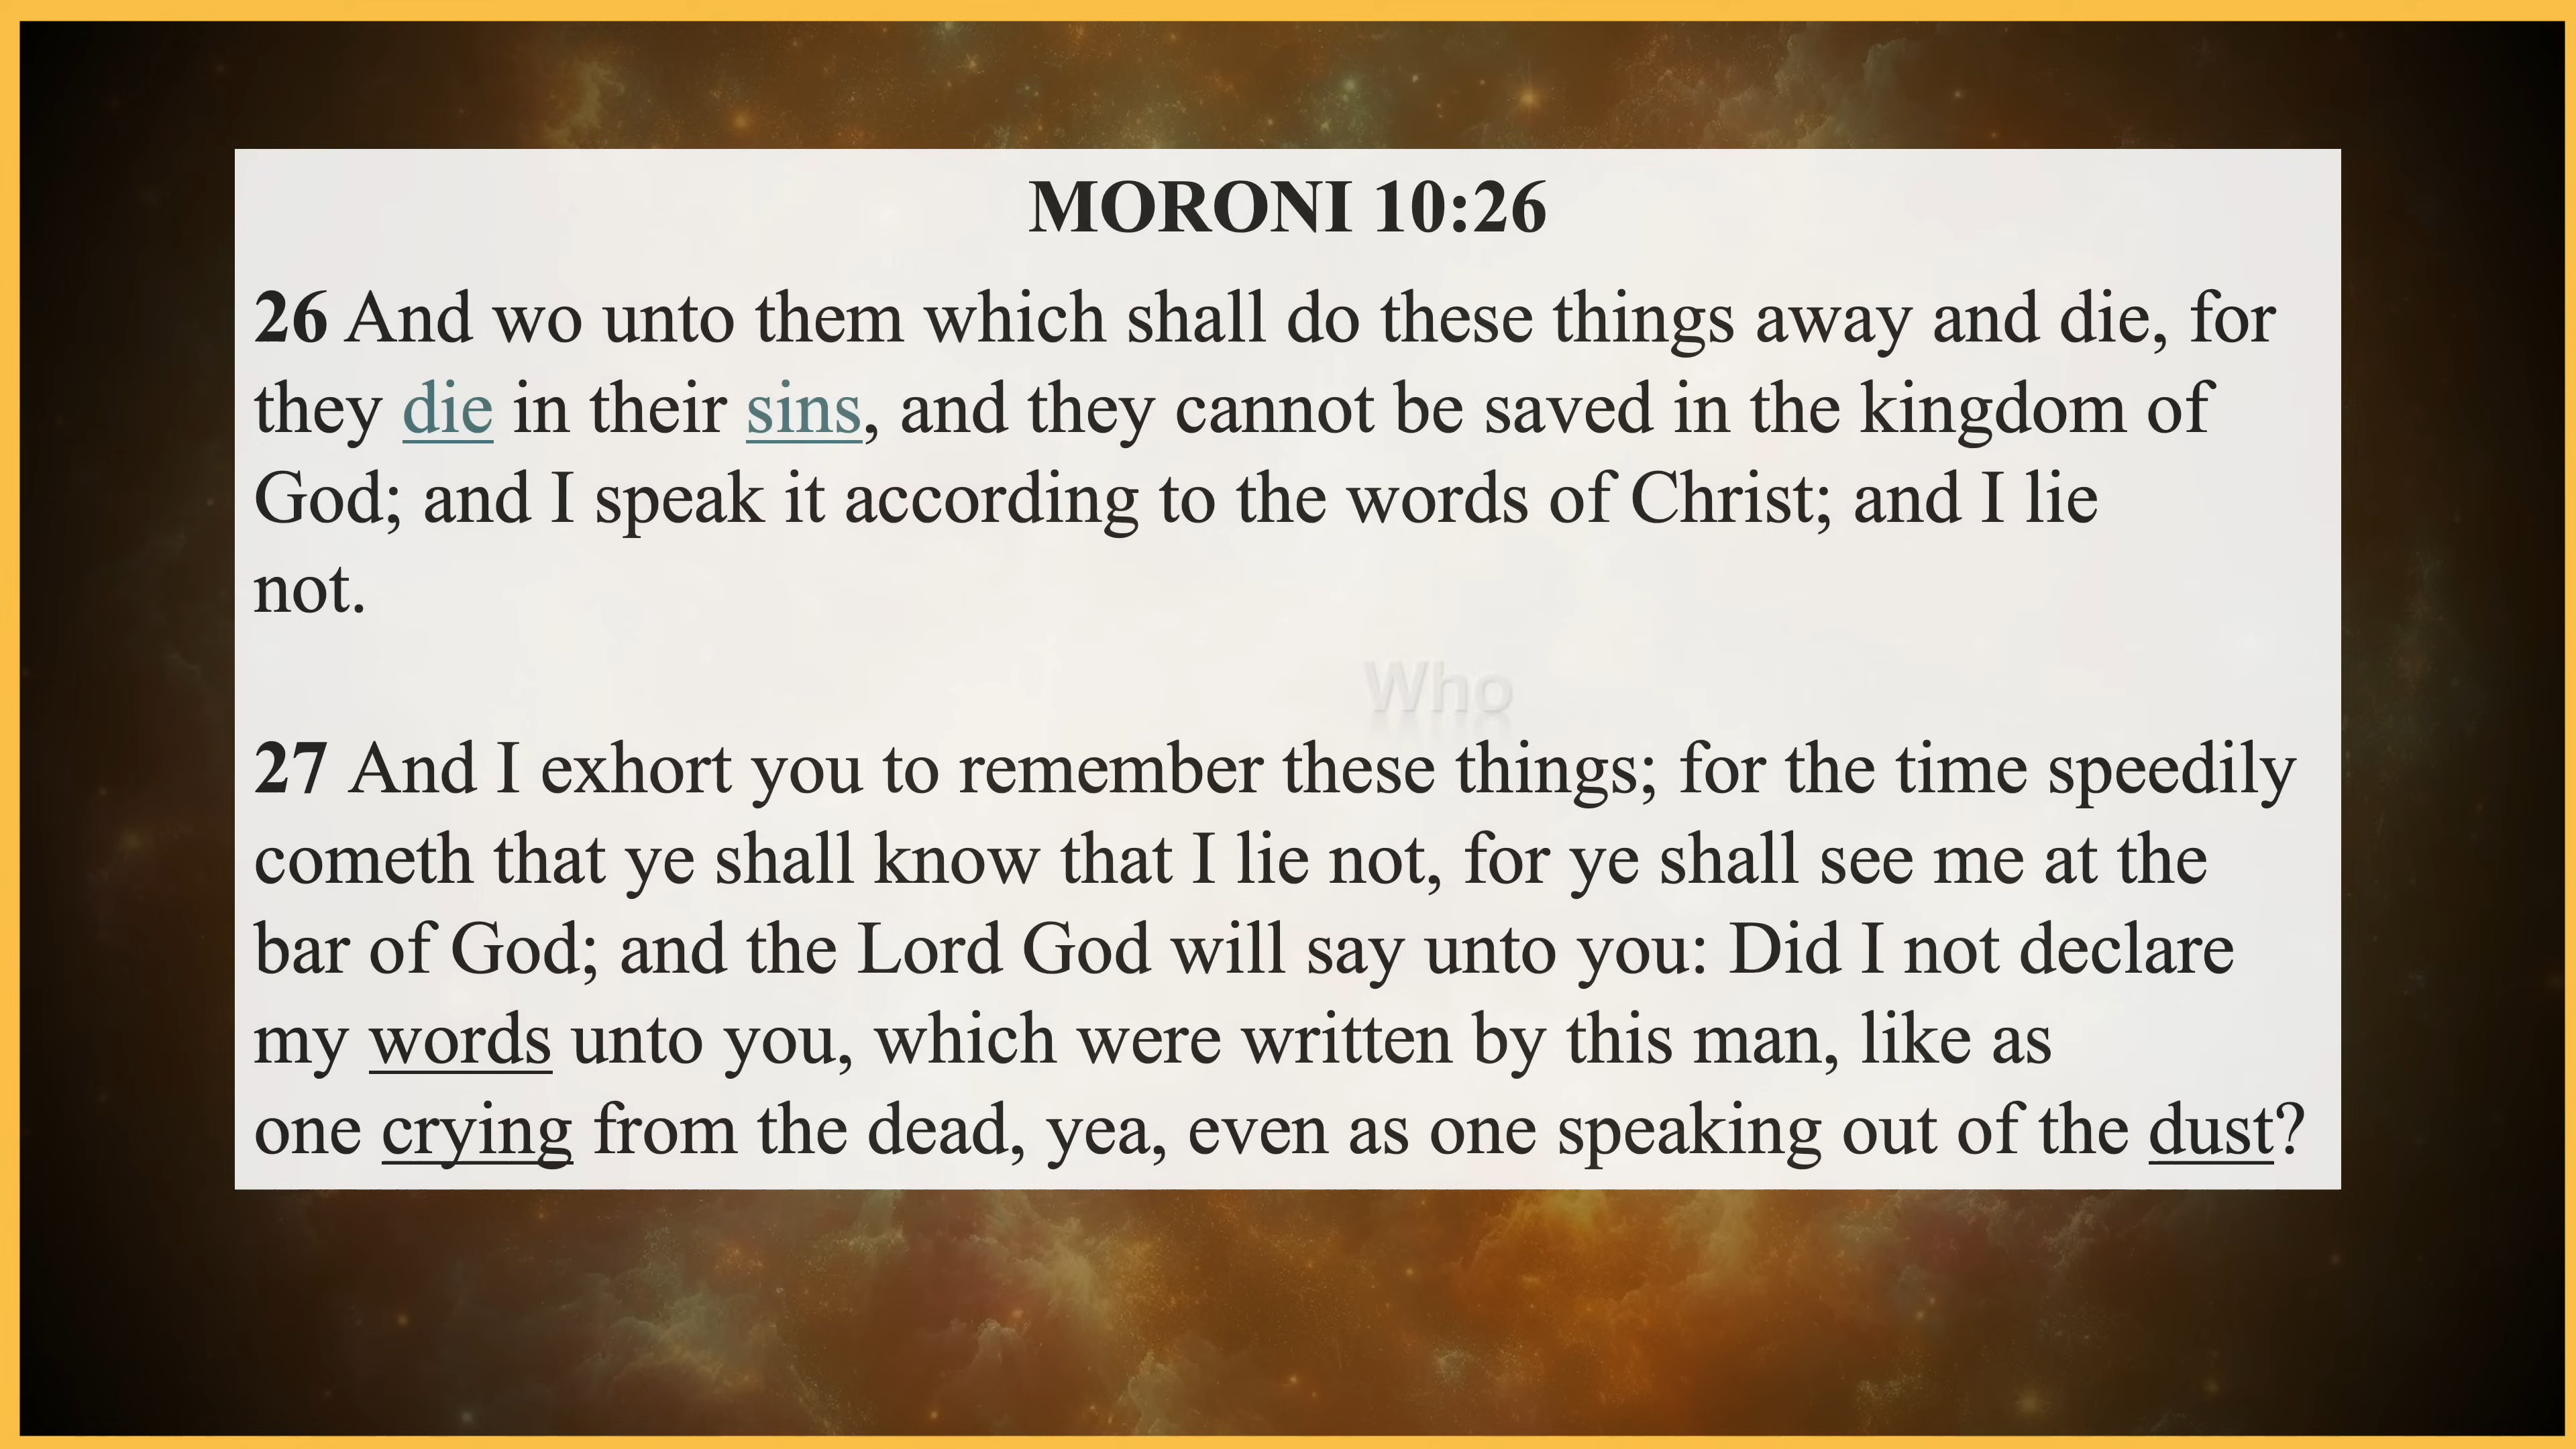 MORONI 10:26
26 And wo unto them which shall do these things away and die, for
they die in their sins, and they cannot be saved in the kingdom of
God; and I speak it according to the words of Christ; and I lie
not.
Who
27 And I exhort you to remember these things; for the time speedily
cometh that ye shall know that I lie not, for ye shall see me at the
bar of God; and the Lord God will say unto you: Did I not declare
my words unto you, which were written by this man, like as
one crying from the dead, yea, even as one speaking out of the dust?